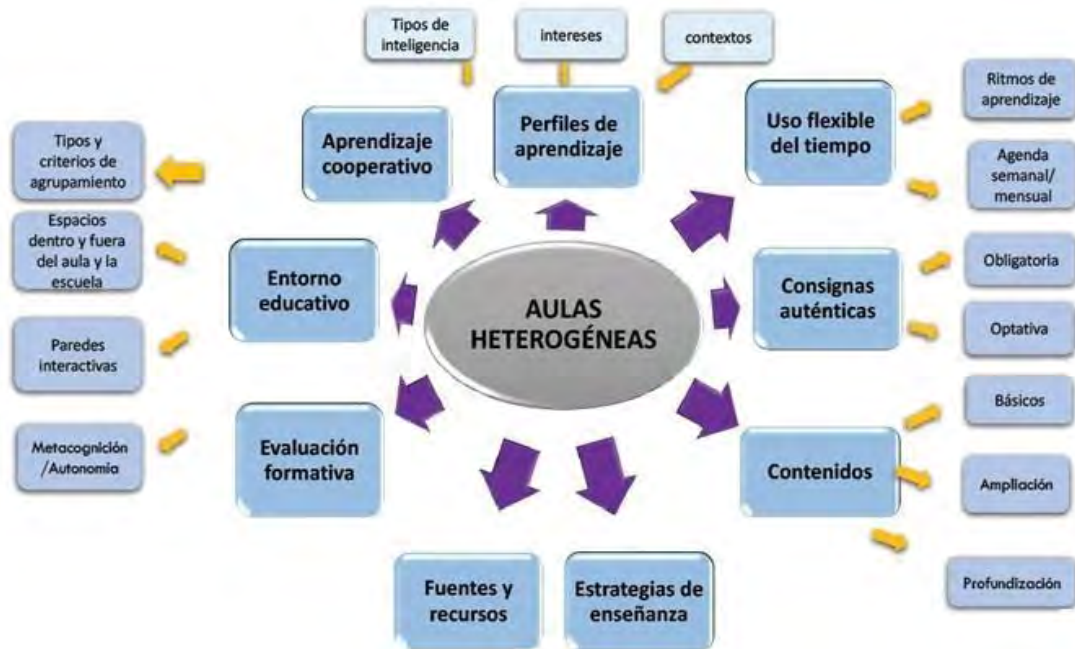 Tipos de
inteligencia
intereses
contextos
Ritmos de
aprendizaje
Aprendizaje
cooperativo
Perfiles de
aprendizaje
Uso flexible
del tiempo
Tipos y
criterios de
agrupamiento
Agenda
semanal/
mensual
Espacios
dentro y fuera
del aula y la
escuela
Entorno
educativo
AULAS
HETEROGÉNEAS
Consignas
auténticas
Obligatoria
Optativa
Paredes
interactivas
Básicos
Metacognición
/Autonomía
Evaluación
formativa
Contenidos
Ampliación
Profundización
Fuentes y
recursos
Estrategias de
enseñanza